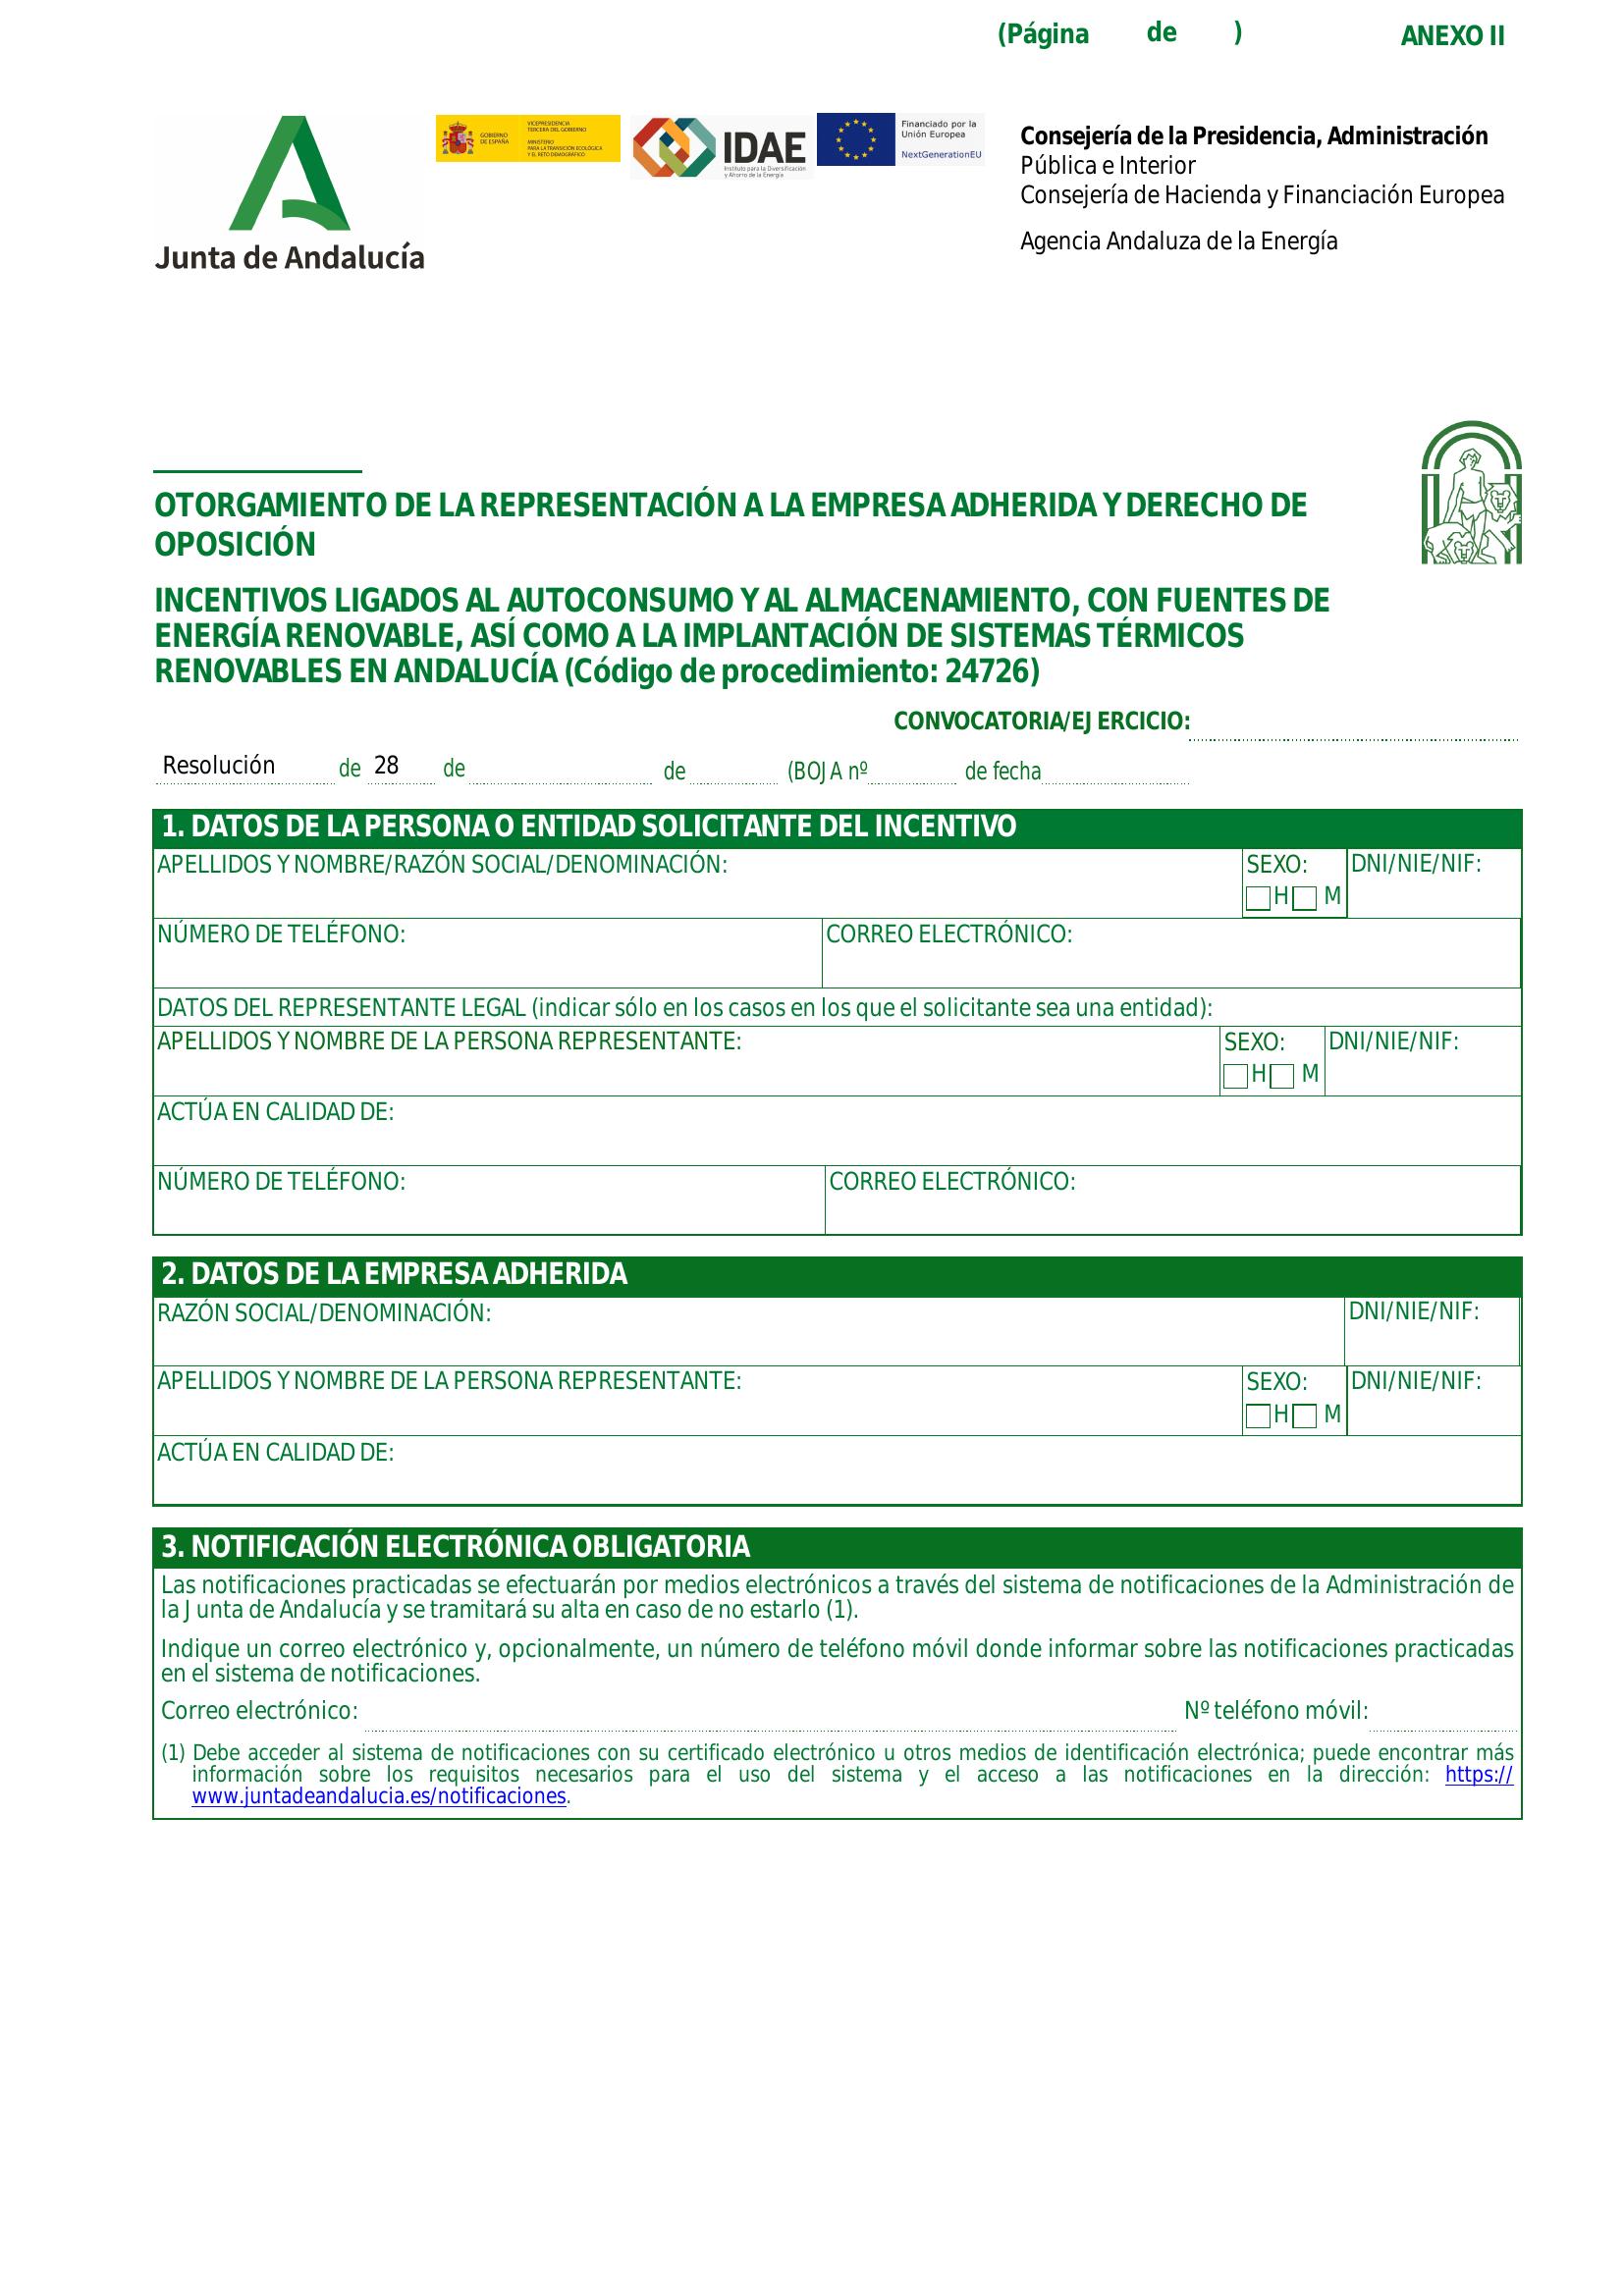 (Página de ) ANEXO II
GOBIERNO
DE ESPAÑA
VICEPRESIDENCIA
TERCERA DEL GOBIERNO
MINISTERIO
PARA LA TRANSICIÓN ECOLÓGICA
Y EL RETO DEMOGRÁFICO
IDAE
Instituto para la Diversificación
y Ahorro de la Energía
Financiado por la
Unión Europea
NextGenerationEU
Junta de Andalucía
Consejería de la Presidencia, Administración
Pública e Interior
Consejería de Hacienda y Financiación Europea
Agencia Andaluza de la Energía
OTORGAMIENTO DE LA REPRESENTACIÓN A LA EMPRESA ADHERIDA Y DERECHO DE
OPOSICIÓN
INCENTIVOS LIGADOS AL AUTOCONSUMO Y AL ALMACENAMIENTO, CON FUENTES DE
ENERGÍA RENOVABLE, ASÍ COMO A LA IMPLANTACIÓN DE SISTEMAS TÉRMICOS
RENOVABLES EN ANDALUCÍA (Código de procedimiento: 24726)
CONVOCATORIA/EJERCICIO:
Resolución de 28 de de (BOJA nº de fecha
1. DATOS DE LA PERSONA O ENTIDAD SOLICITANTE DEL INCENTIVO
APELLIDOS Y NOMBRE/RAZÓN SOCIAL/DENOMINACIÓN: SEXO: DNI/NIE/NIF:
H M
NÚMERO DE TELÉFONO: CORREO ELECTRÓNICO:
DATOS DEL REPRESENTANTE LEGAL (indicar sólo en los casos en los que el solicitante sea una entidad):
APELLIDOS Y NOMBRE DE LA PERSONA REPRESENTANTE: SEXO: DNI/NIE/NIF:
H M
ACTÚA EN CALIDAD DE:
NÚMERO DE TELÉFONO: CORREO ELECTRÓNICO:
2. DATOS DE LA EMPRESA ADHERIDA
RAZÓN SOCIAL/DENOMINACIÓN: DNI/NIE/NIF:
APELLIDOS Y NOMBRE DE LA PERSONA REPRESENTANTE: SEXO: DNI/NIE/NIF:
H M
ACTÚA EN CALIDAD DE:
3. NOTIFICACIÓN ELECTRÓNICA OBLIGATORIA
Las notificaciones practicadas se efectuarán por medios electrónicos a través del sistema de notificaciones de la Administración de
la Junta de Andalucía y se tramitará su alta en caso de no estarlo (1).
Indique un correo electrónico y, opcionalmente, un número de teléfono móvil donde informar sobre las notificaciones practicadas
en el sistema de notificaciones.
Correo electrónico: Nº teléfono móvil:
(1) Debe acceder al sistema de notificaciones con su certificado electrónico u otros medios de identificación electrónica; puede encontrar más
información sobre los requisitos necesarios para el uso del sistema y el acceso a las notificaciones en la dirección: https://
www.juntadeandalucia.es/notificaciones.